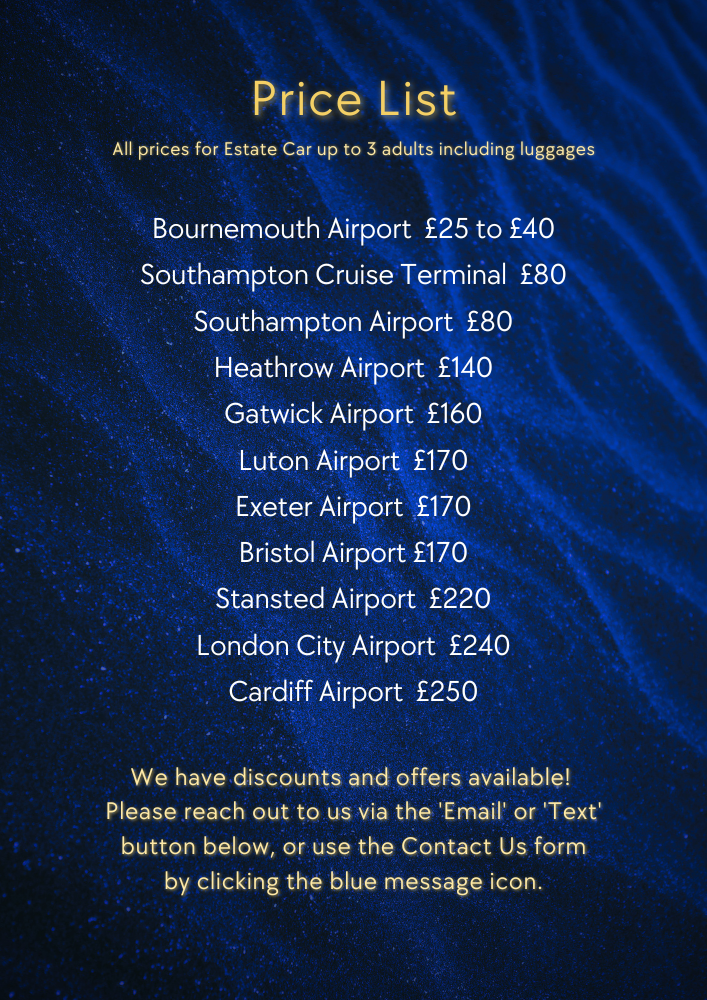 Price List
All prices for Estate Car up to 3 adults including luggages
Bournemouth Airport £25 to £40
Southampton Cruise Terminal £80
Southampton Airport £80
Heathrow Airport £140
Gatwick Airport £160
Luton Airport £170
Exeter Airport £170
Bristol Airport £170
Stansted Airport £220
London City Airport £240
Cardiff Airport £250
We have discounts and offers available!
Please reach out to us via the 'Email' or 'Text'
button below, or use the Contact Us form
by clicking the blue message icon.